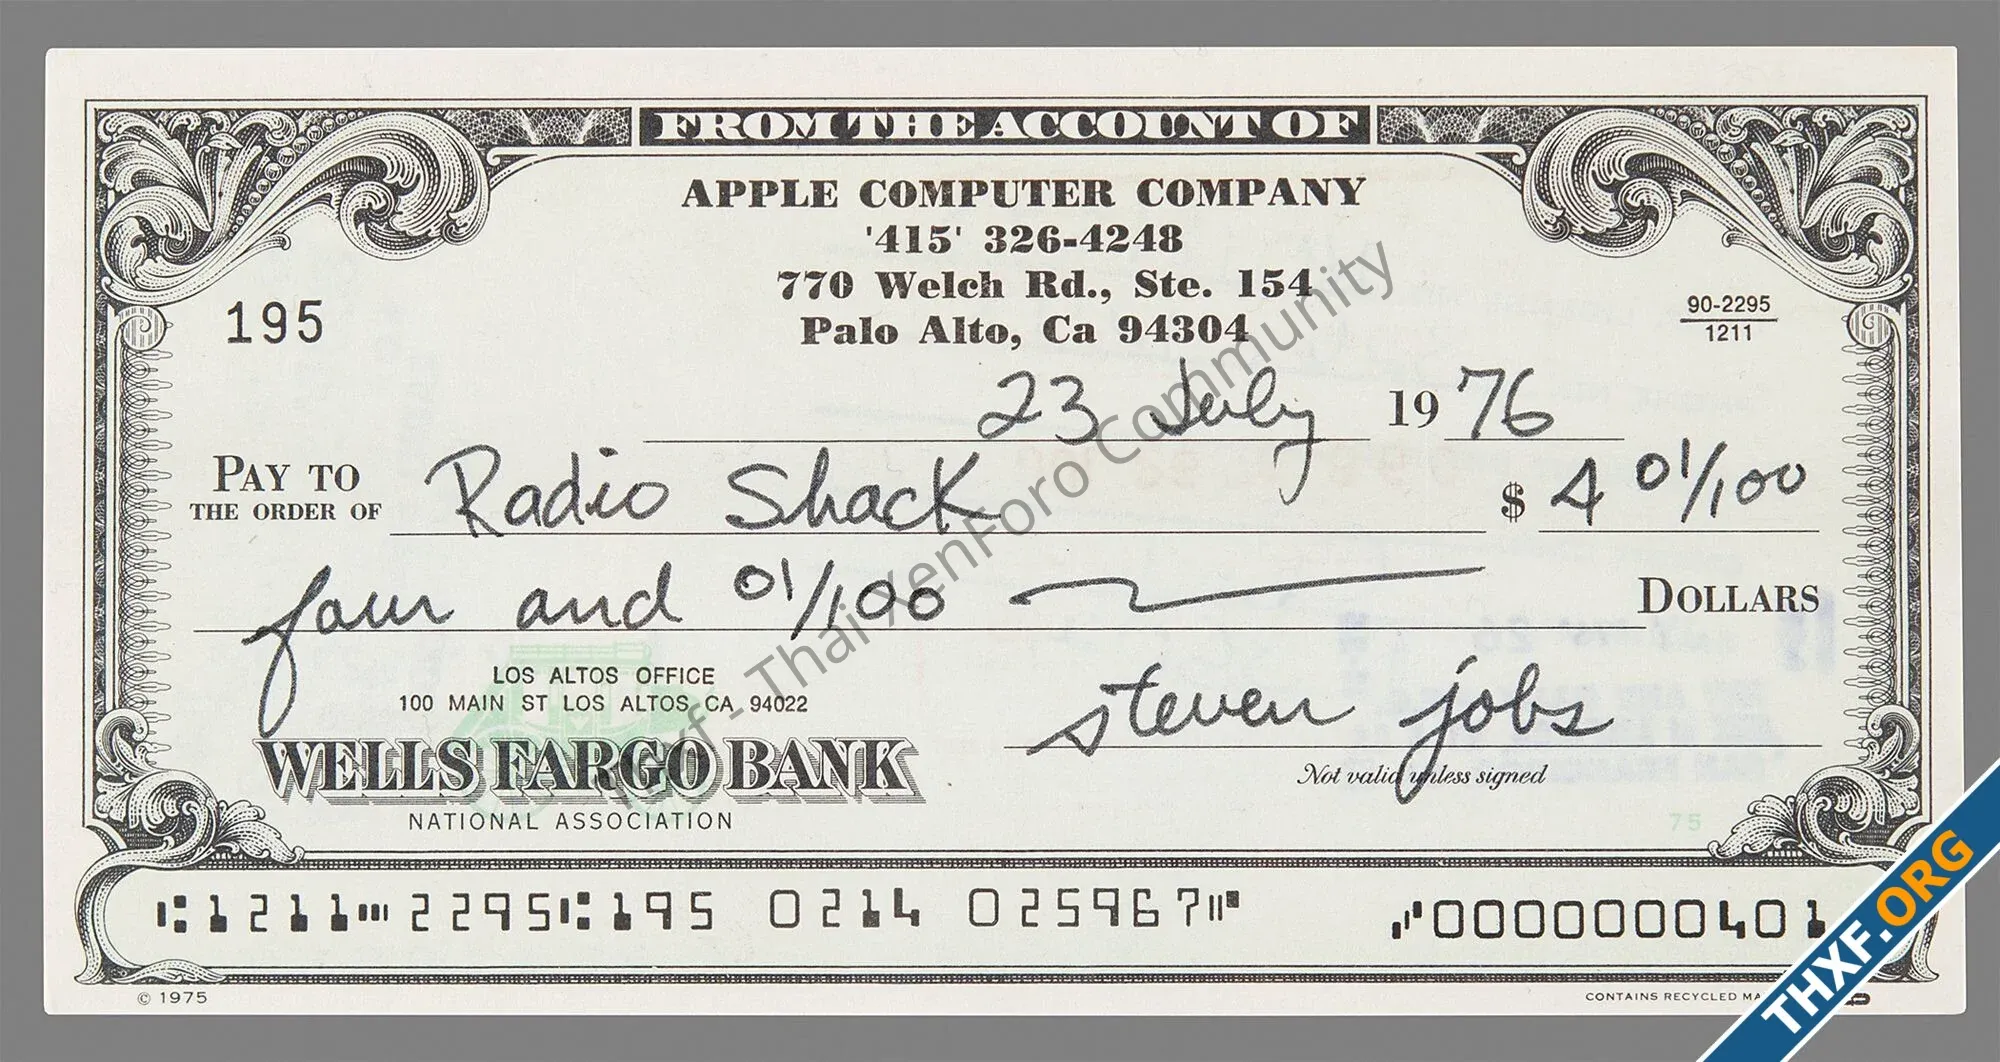 FROM THE ACCOUNT OF
APPLE COMPUTER COMPANY
'415' 326-4248
770 Welch Rd., Ste. 154
Palo Alto, Ca 94304
195
90-2295
1211
23 July 1976
PAY TO
THE ORDER OF Radio Shack $ 4 01/100
four and 01/100 DOLLARS
LOS ALTOS OFFICE
100 MAIN ST LOS ALTOS, CA 94022
WELLS FARGO BANK
NATIONAL ASSOCIATION
steven jobs
Not valid unless signed
75
⑆1211⑉2295⑆195 0214 025967⑈ ⑇0000000401
© 1975
CONTAINS RECYCLED
- Thai XenForo Community
THXF.ORG